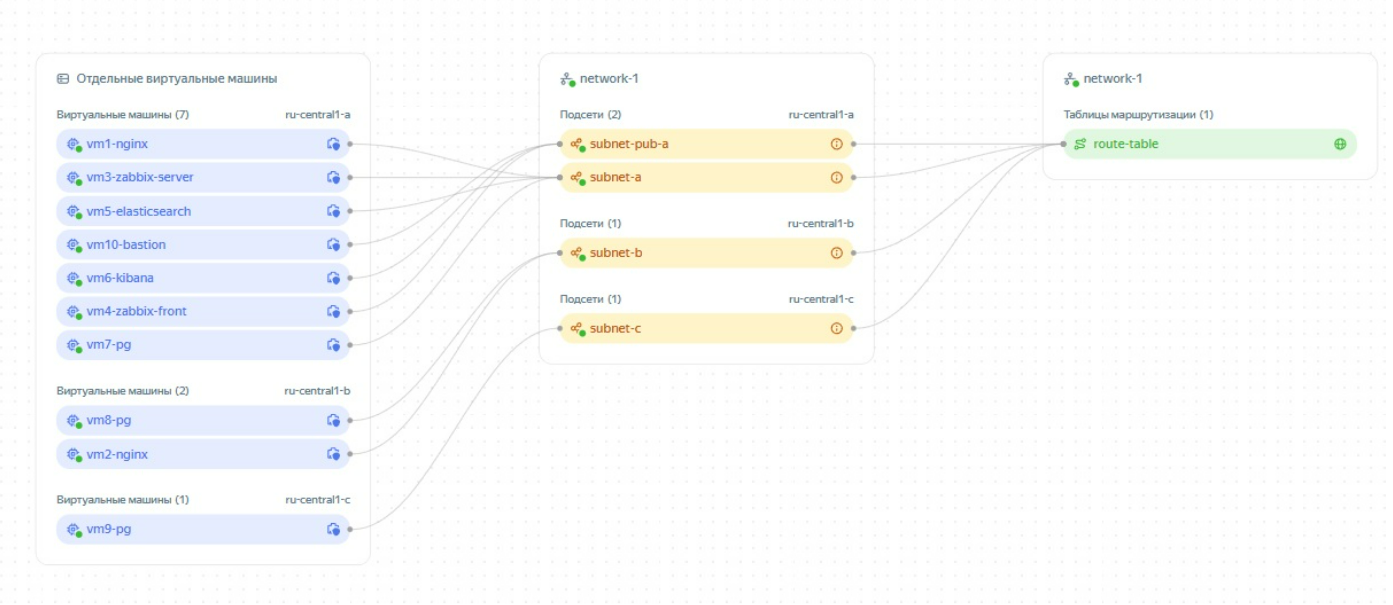 Отдельные виртуальные машины
Виртуальные машины (7) ru-central1-a
vm1-nginx
vm3-zabbix-server
vm5-elasticsearch
vm10-bastion
vm6-kibana
vm4-zabbix-front
vm7-pg
Виртуальные машины (2) ru-central1-b
vm8-pg
vm2-nginx
Виртуальные машины (1) ru-central1-c
vm9-pg
network-1
Подсети (2) ru-central1-a
subnet-pub-a
subnet-a
Подсети (1) ru-central1-b
subnet-b
Подсети (1) ru-central1-c
subnet-c
network-1
Таблицы маршрутизации (1)
route-table